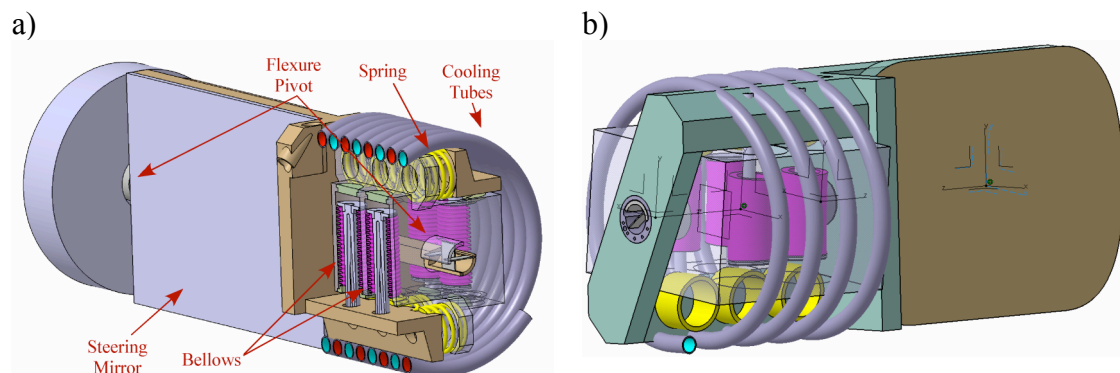 a)
b)
Flexure
Pivot
Spring
Cooling
Tubes
Steering
Mirror
Bellows